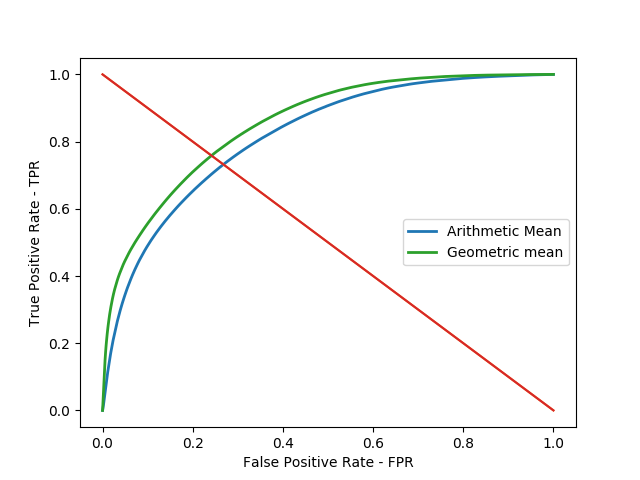 1.0
0.8
0.6
0.4
0.2
0.0
True Positive Rate - TPR
Arithmetic Mean
Geometric mean
0.0 0.2 0.4 0.6 0.8 1.0
False Positive Rate - FPR